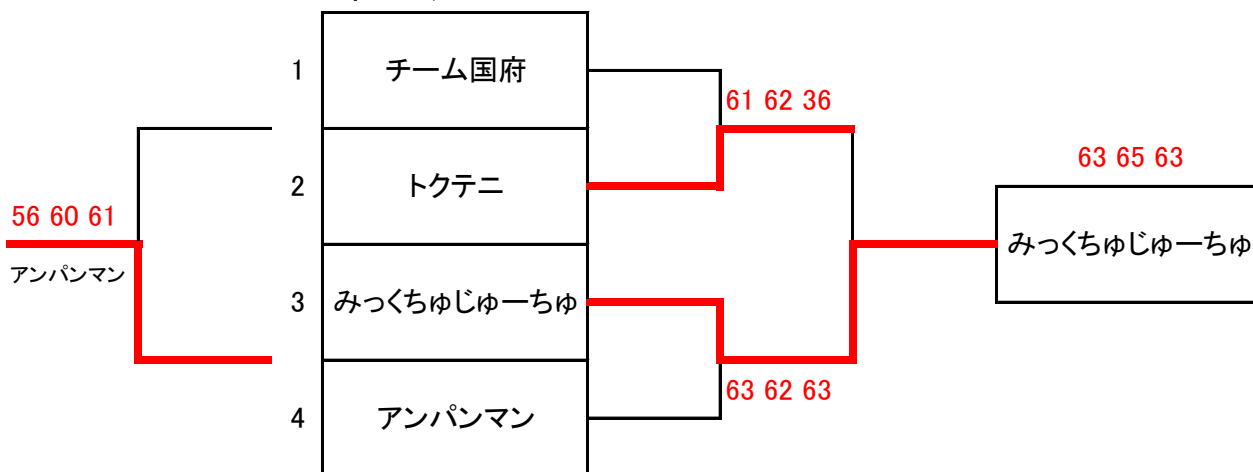 1 チーム国府
61 62 36
63 65 63
2 トクテニ
56 60 61
みっくちゅじゅーちゅ
アンパンマン
3 みっくちゅじゅーちゅ
63 62 63
4 アンパンマン